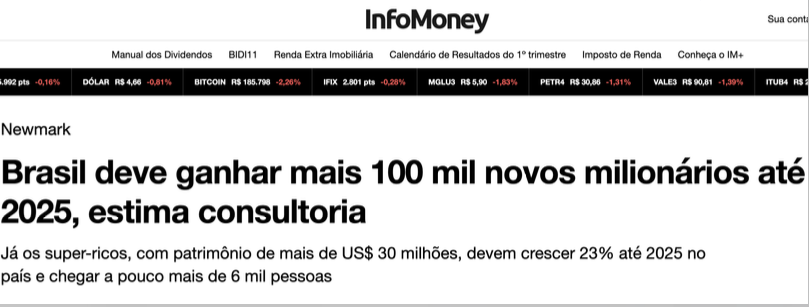 InfoMoney
Sua cont
Manual dos Dividendos BIDI11 Renda Extra Imobiliária Calendário de Resultados do 1º trimestre Imposto de Renda Conheça o IM+
.992 pts -0,16% DÓLAR R$ 4,66 -0,81% BITCOIN R$ 185.798 -2,26% IFIX 2.801 pts -0,28% MGLU3 R$ 5,90 -1,83% PETR4 R$ 30,86 -1,31% VALE3 R$ 90,81 -1,39% ITUB4 R$ 2
Newmark
Brasil deve ganhar mais 100 mil novos milionários até
2025, estima consultoria
Já os super-ricos, com patrimônio de mais de US$ 30 milhões, devem crescer 23% até 2025 no
país e chegar a pouco mais de 6 mil pessoas